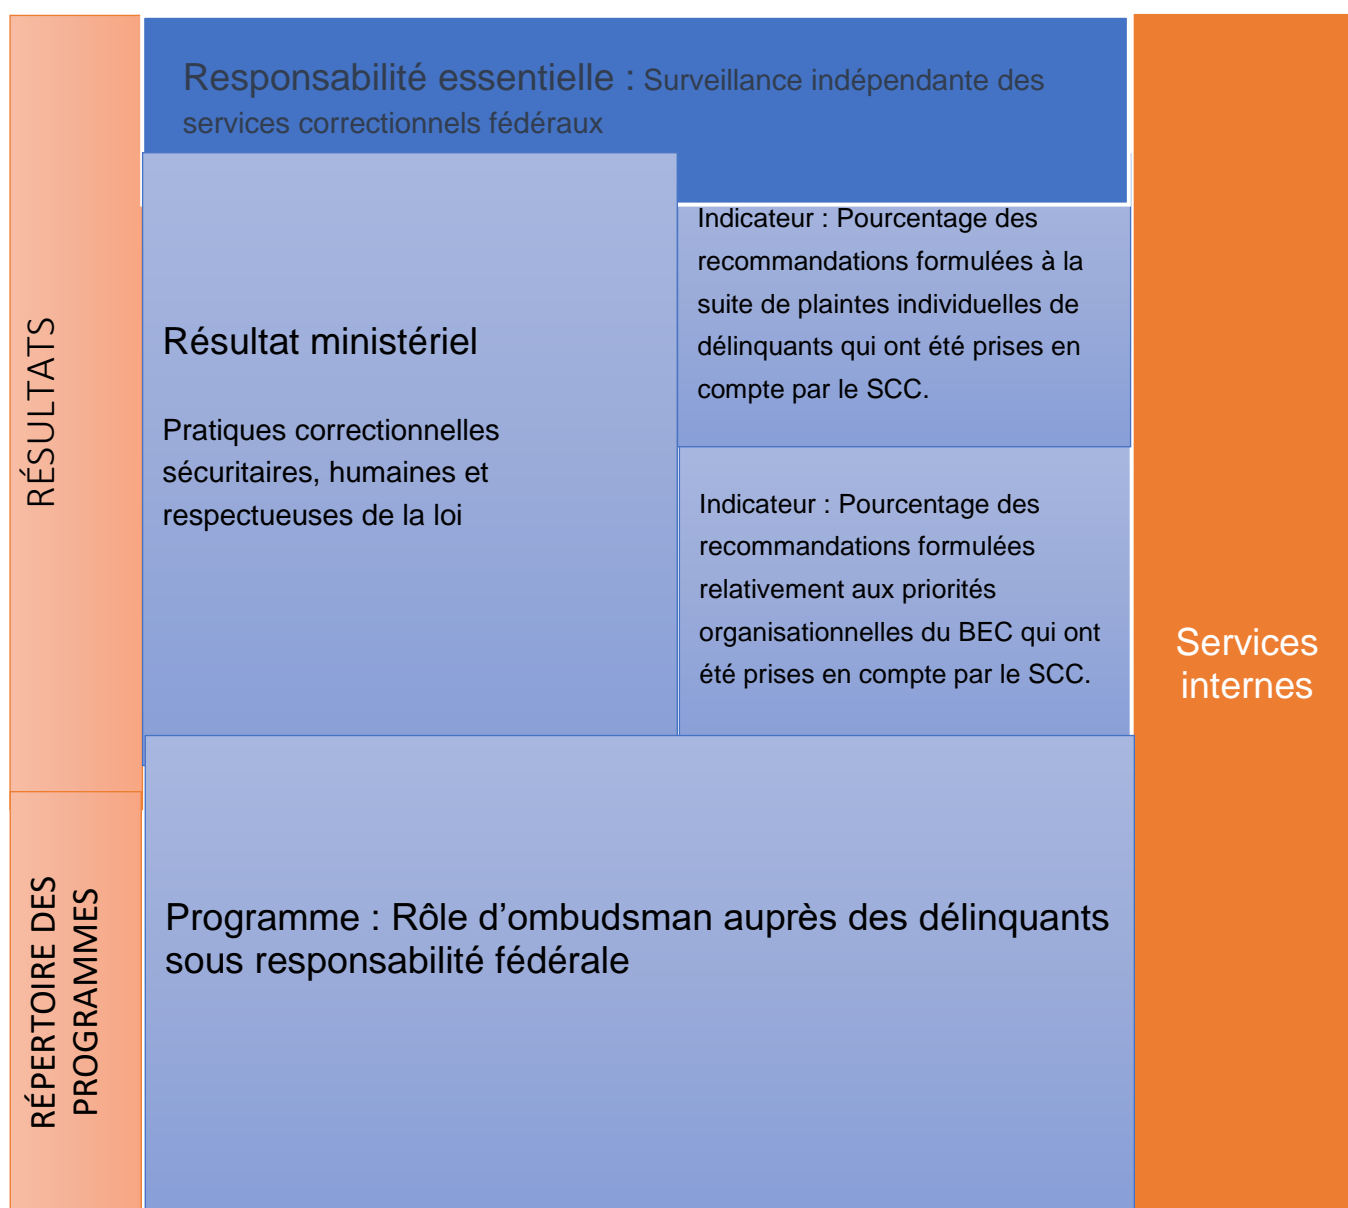 Responsabilité essentielle : Surveillance indépendante des
services correctionnels fédéraux
RÉSULTATS
Résultat ministériel
Pratiques correctionnelles
sécuritaires, humaines et
respectueuses de la loi
Indicateur : Pourcentage des
recommandations formulées à la
suite de plaintes individuelles de
délinquants qui ont été prises en
compte par le SCC.
Indicateur : Pourcentage des
recommandations formulées
relativement aux priorités
organisationnelles du BEC qui ont
été prises en compte par le SCC.
Services
internes
RÉPERTOIRE DES
PROGRAMMES
Programme : Rôle d’ombudsman auprès des délinquants
sous responsabilité fédérale